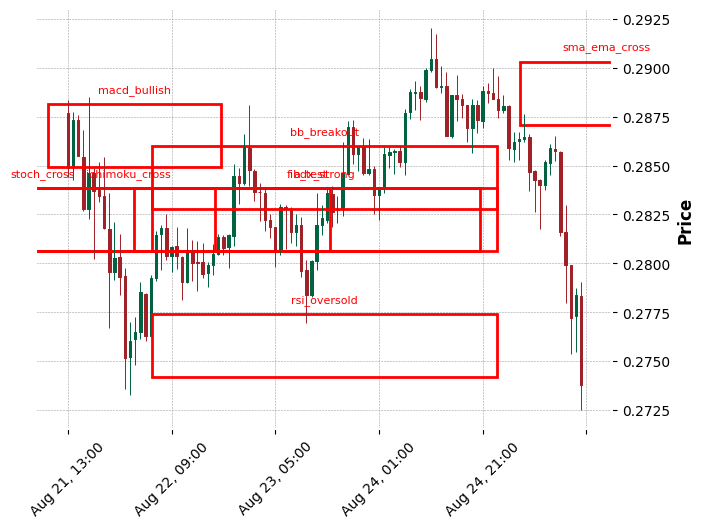 0.2925
sma_ema_cross
0.2900
macd_bullish
0.2875
bb_breakout
0.2850
stoch_cross
0.2825
0.2800
rsi_oversold
0.2775
0.2750
0.2725
Price
Aug 21, 13:00
Aug 22, 09:00
Aug 23, 05:00
Aug 24, 01:00
Aug 24, 21:00